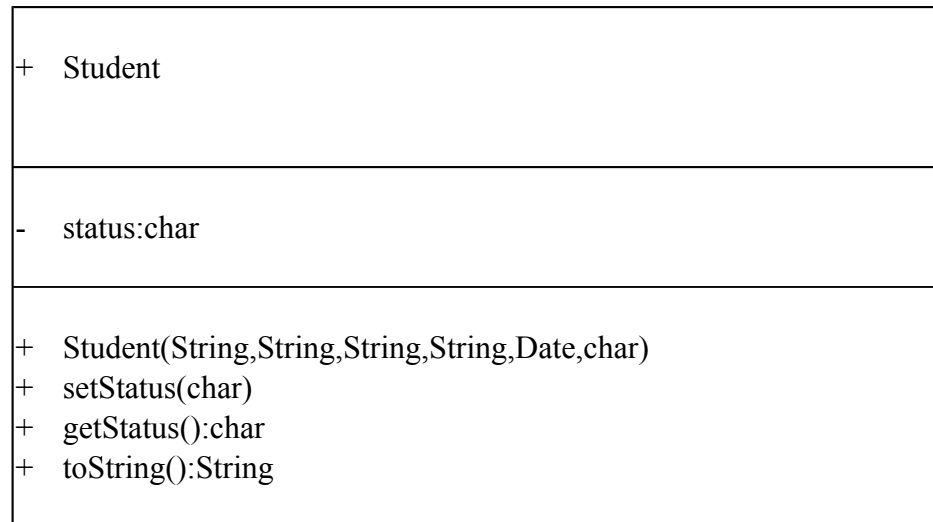 + Student
- status:char
+ Student(String,String,String,String,Date,char)
+ setStatus(char)
+ getStatus():char
+ toString():String